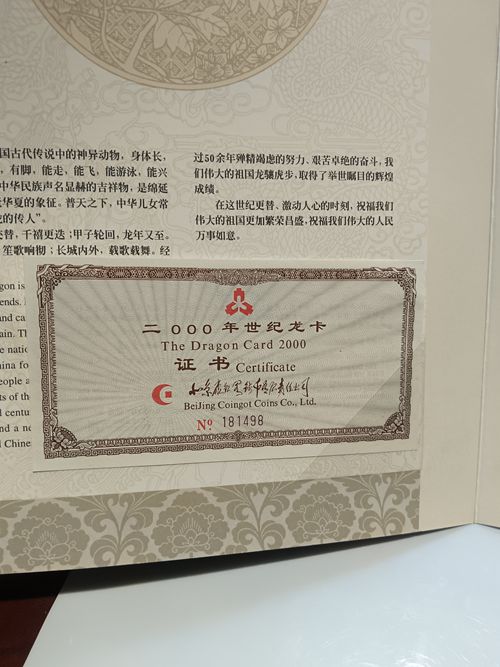 国古代传说中的神异动物，身体长，
，有脚，能走，能飞，能游泳，能兴
中华民族声名显赫的吉祥物，是绵延
华夏的象征。普天之下，中华儿女常
的传人”。
替，千禧更迭；甲子轮回，龙年又至。
笙歌响彻；长城内外，载歌载舞。经
过50余年殚精竭虑的努力、艰苦卓绝的奋斗，我
们伟大的祖国龙骧虎步，取得了举世瞩目的辉煌
成绩。
在这世纪更替、激动人心的时刻，祝福我们
伟大的祖国更加繁荣昌盛，祝福我们伟大的人民
万事如意。
gon is
ends.
and ca
ain. Th
e natio
hina fo
eople a
ts of th
centu
and a ne
d Chine
二000年世纪龙卡
The Dragon Card 2000
证书 Certificate
BeiJing Coingot Coins Co., Ltd.
Nº 181498